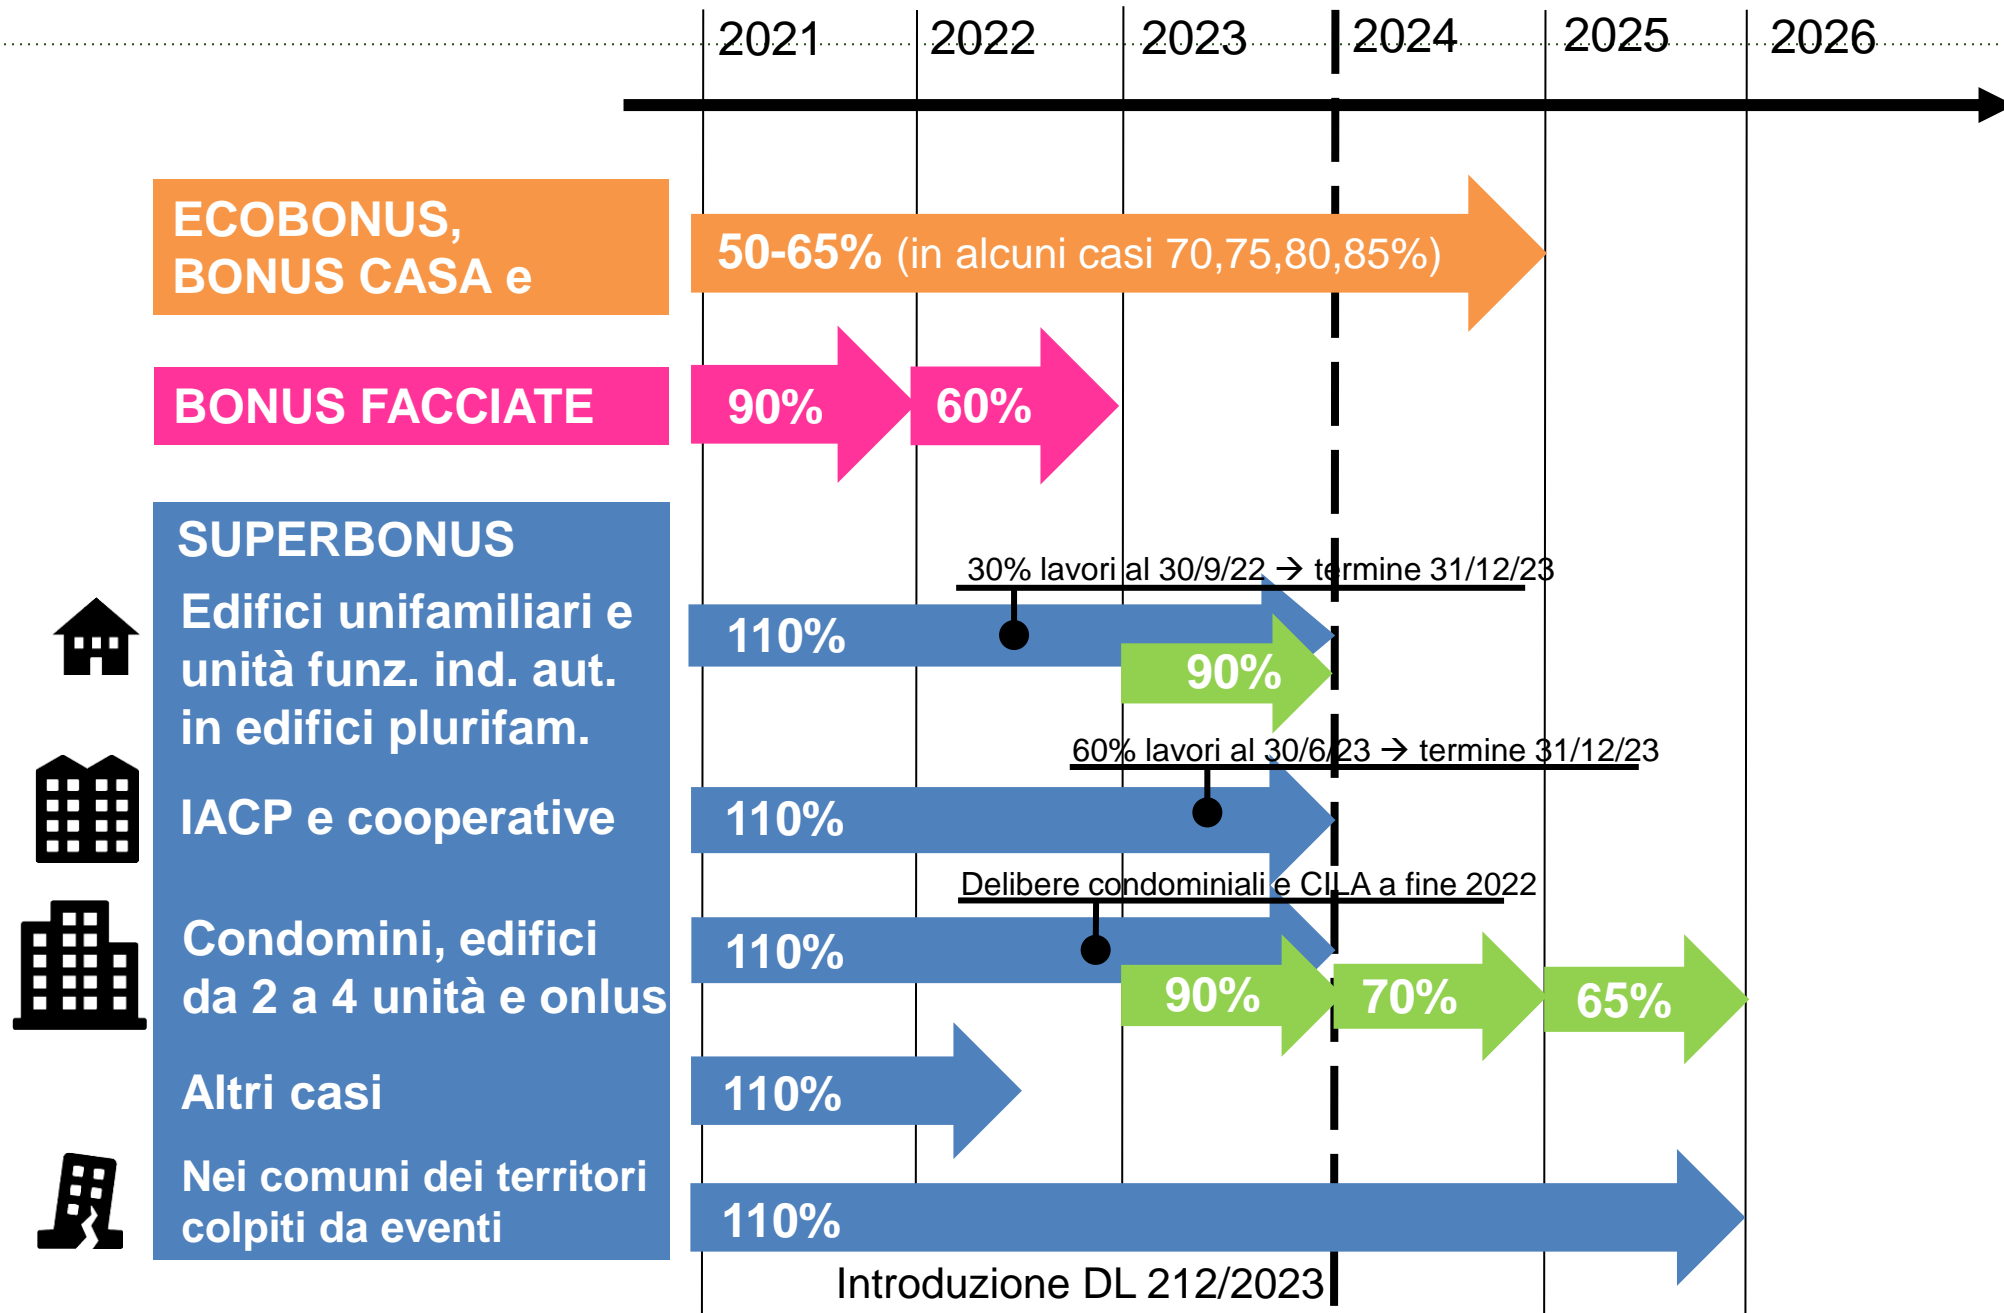 2021 2022 2023 2024 2025 2026
ECOBONUS,
BONUS CASA e
50-65% (in alcuni casi 70,75,80,85%)
BONUS FACCIATE
90% 60%
SUPERBONUS
30% lavori al 30/9/22 → termine 31/12/23
Edifici unifamiliari e
unità funz. ind. aut.
in edifici plurifam.
110%
90%
60% lavori al 30/6/23 → termine 31/12/23
IACP e cooperative
110%
Delibere condominiali e CILA a fine 2022
Condomini, edifici
da 2 a 4 unità e onlus
110%
90% 70% 65%
Altri casi
110%
Nei comuni dei territori
colpiti da eventi
110%
Introduzione DL 212/2023